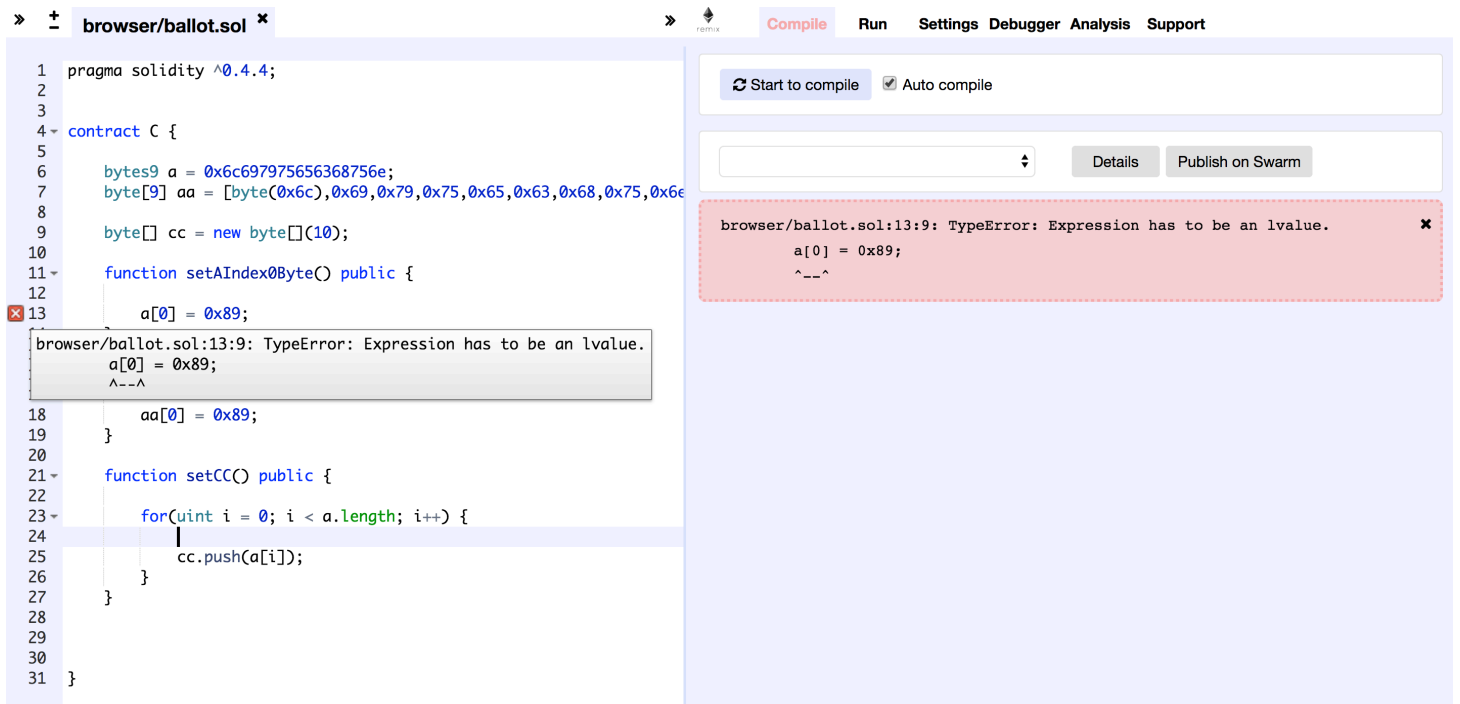 browser/ballot.sol
remix
Compile Run Settings Debugger Analysis Support
1 pragma solidity ^0.4.4;
2
3
4 contract C {
5
6 bytes9 a = 0x6c697975656368756e;
7 byte[9] aa = [byte(0x6c),0x69,0x79,0x75,0x65,0x63,0x68,0x75,0x6e
8
9 byte[] cc = new byte[](10);
10
11 function setAIndex0Byte() public {
12
13 a[0] = 0x89;
browser/ballot.sol:13:9: TypeError: Expression has to be an lvalue.
a[0] = 0x89;
^--^
18 aa[0] = 0x89;
19 }
20
21 function setCC() public {
22
23 for(uint i = 0; i < a.length; i++) {
24
25 cc.push(a[i]);
26 }
27 }
28
29
30
31 }
Start to compile
Auto compile
Details
Publish on Swarm
browser/ballot.sol:13:9: TypeError: Expression has to be an lvalue.
a[0] = 0x89;
^--^